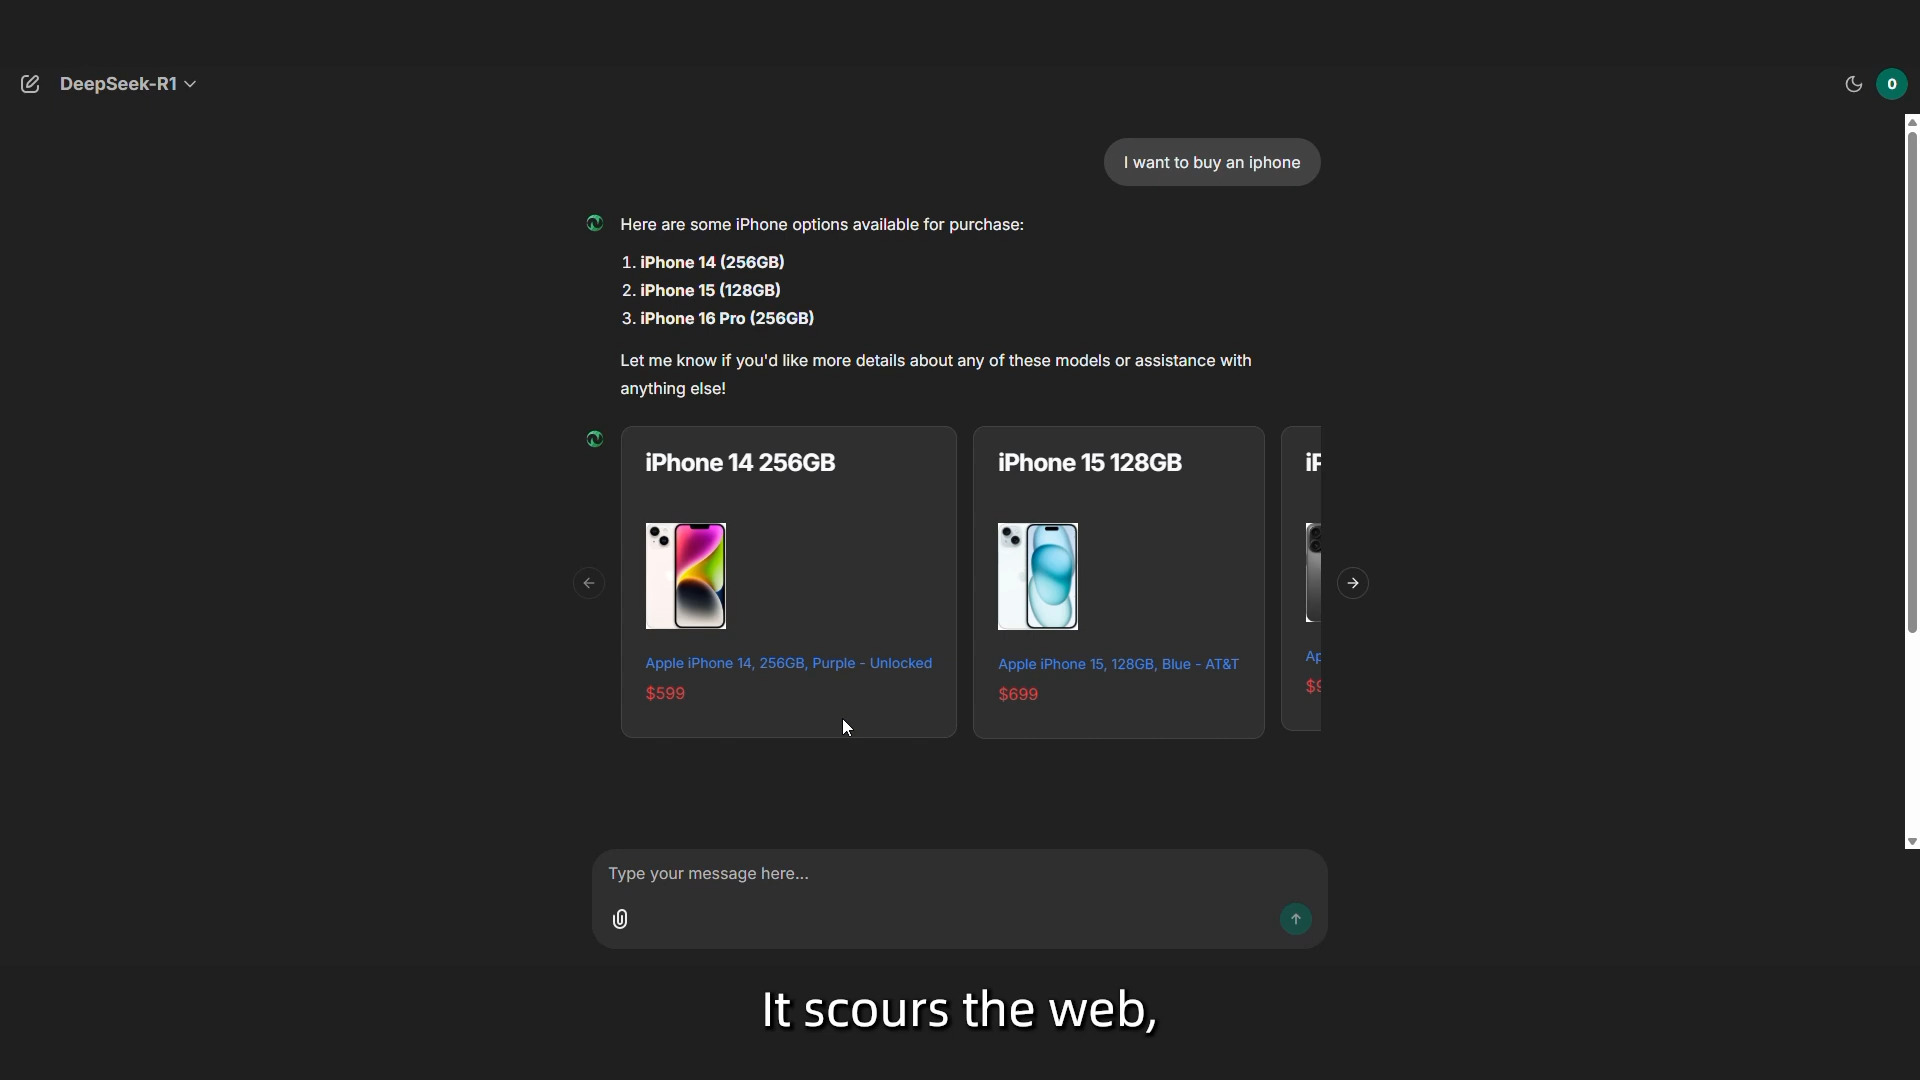 DeepSeek-R1
0
I want to buy an iphone
Here are some iPhone options available for purchase:
1. iPhone 14 (256GB)
2. iPhone 15 (128GB)
3. iPhone 16 Pro (256GB)
Let me know if you'd like more details about any of these models or assistance with
anything else!
iPhone 14 256GB
iPhone 15 128GB
iP
Apple iPhone 14, 256GB, Purple - Unlocked
Apple iPhone 15, 128GB, Blue - AT&T
Ap
$599
$699
$9
Type your message here...
It scours the web,